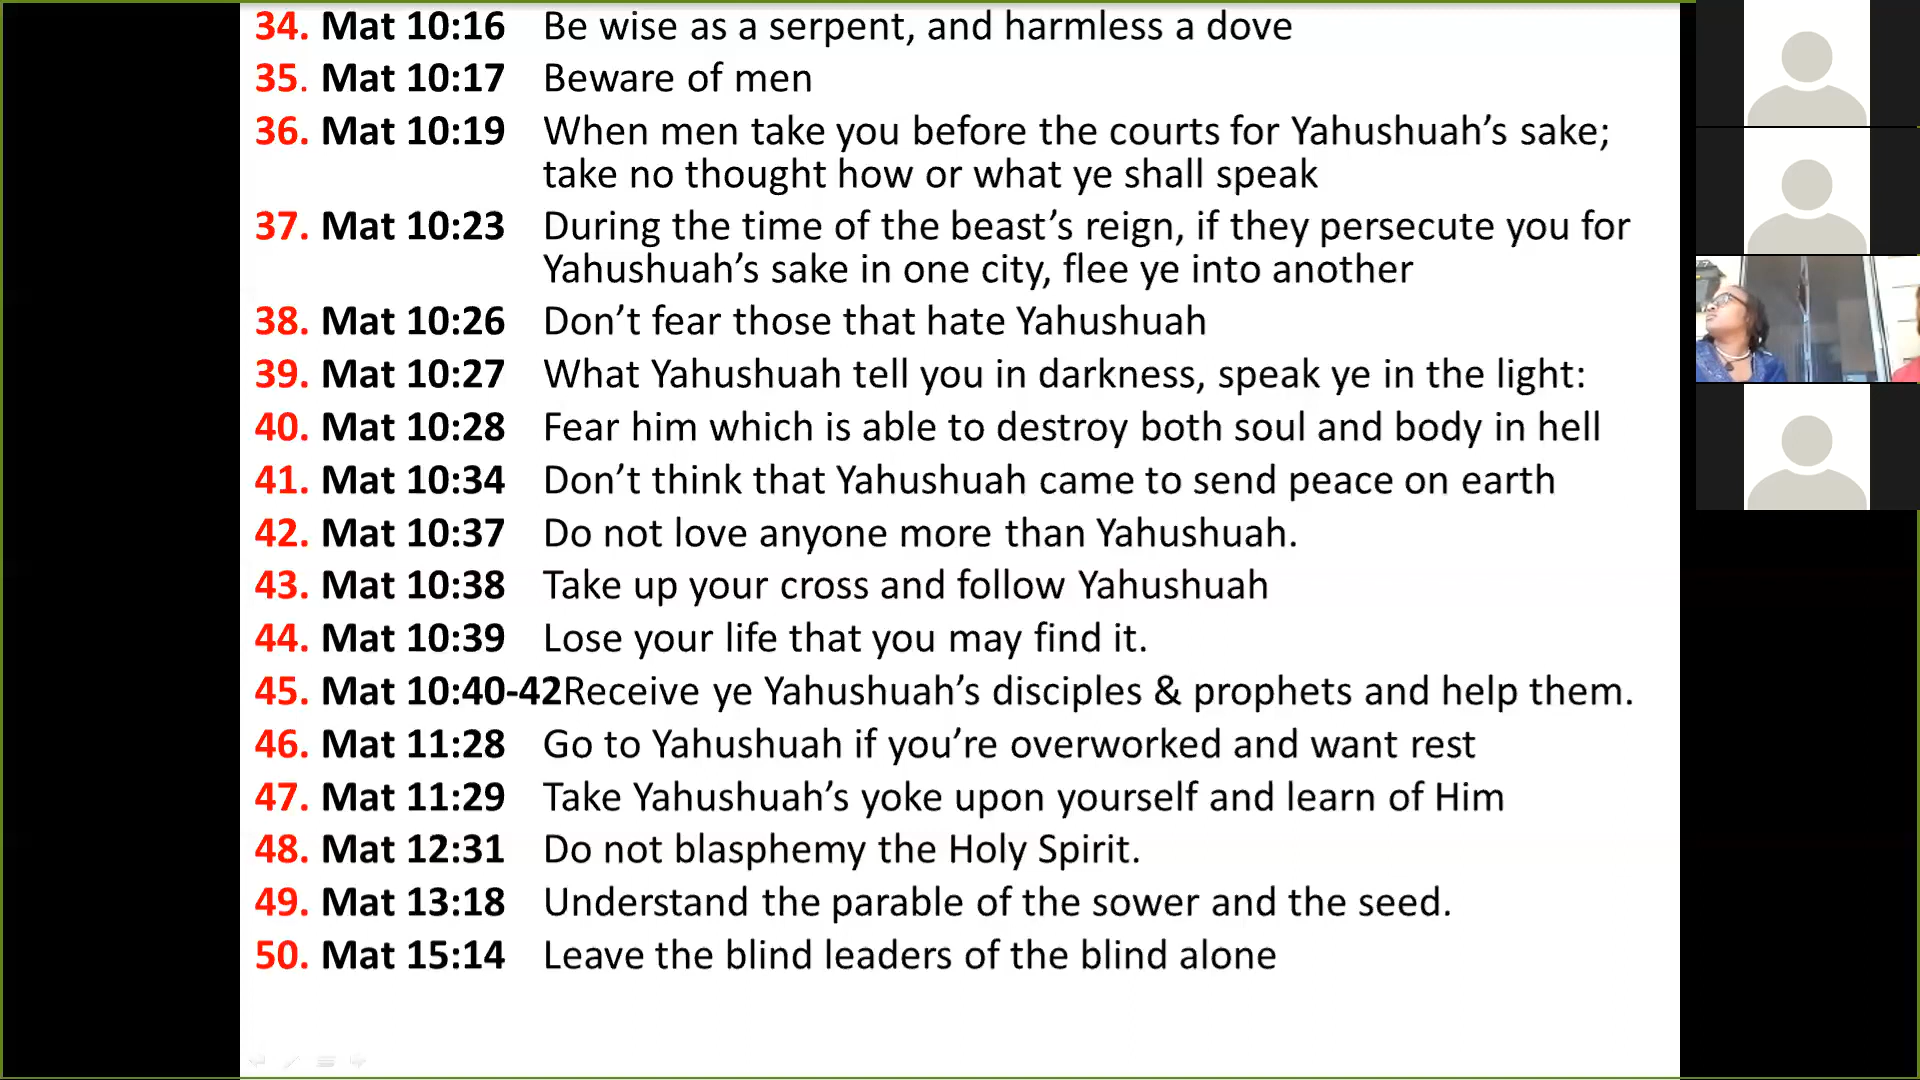 34. Mat 10:16 Be wise as a serpent, and harmless a dove
35. Mat 10:17 Beware of men
36. Mat 10:19 When men take you before the courts for Yahushuah’s sake;
take no thought how or what ye shall speak
37. Mat 10:23 During the time of the beast’s reign, if they persecute you for
Yahushuah’s sake in one city, flee ye into another
38. Mat 10:26 Don’t fear those that hate Yahushuah
39. Mat 10:27 What Yahushuah tell you in darkness, speak ye in the light:
40. Mat 10:28 Fear him which is able to destroy both soul and body in hell
41. Mat 10:34 Don’t think that Yahushuah came to send peace on earth
42. Mat 10:37 Do not love anyone more than Yahushuah.
43. Mat 10:38 Take up your cross and follow Yahushuah
44. Mat 10:39 Lose your life that you may find it.
45. Mat 10:40-42Receive ye Yahushuah’s disciples & prophets and help them.
46. Mat 11:28 Go to Yahushuah if you’re overworked and want rest
47. Mat 11:29 Take Yahushuah’s yoke upon yourself and learn of Him
48. Mat 12:31 Do not blasphemy the Holy Spirit.
49. Mat 13:18 Understand the parable of the sower and the seed.
50. Mat 15:14 Leave the blind leaders of the blind alone